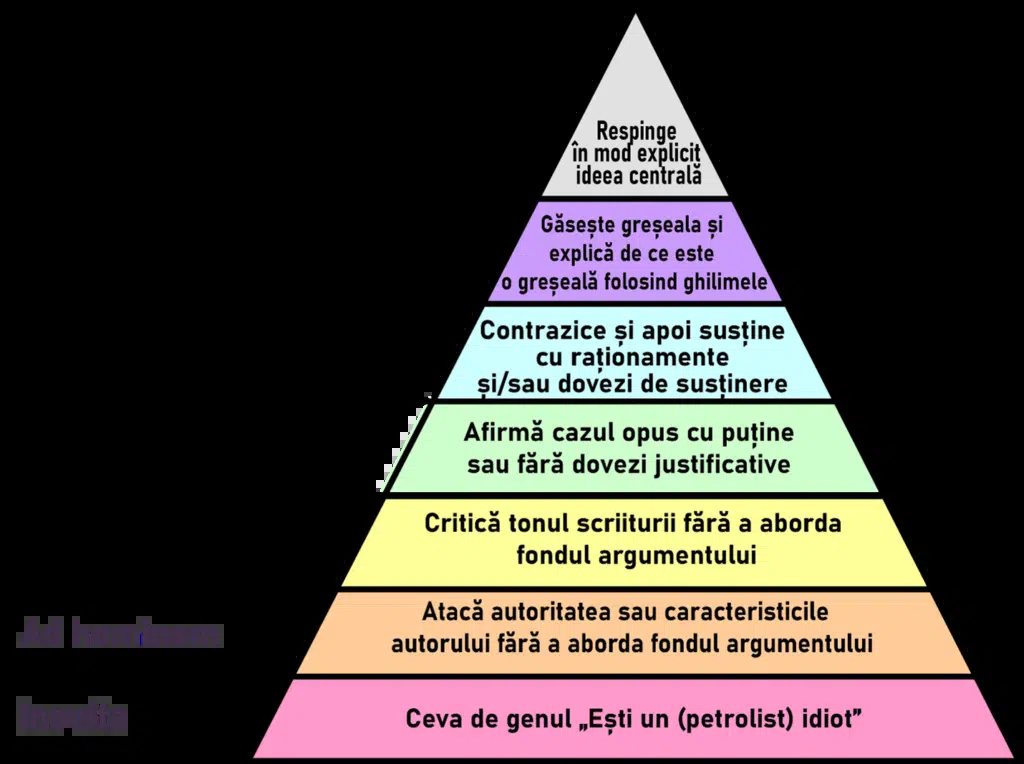 Respinge
în mod explicit
ideea centrală
Găsește greșeala și
explică de ce este
o greșeală folosind ghilimele
Contrazice și apoi susține
cu raționamente
și/sau dovezi de susținere
Afirmă cazul opus cu puține
sau fără dovezi justificative
Critică tonul scriiturii fără a aborda
fondul argumentului
Atacă autoritatea sau caracteristicile
autorului fără a aborda fondul argumentului
Ad hominem
Ceva de genul „Ești un (petrolist) idiot”